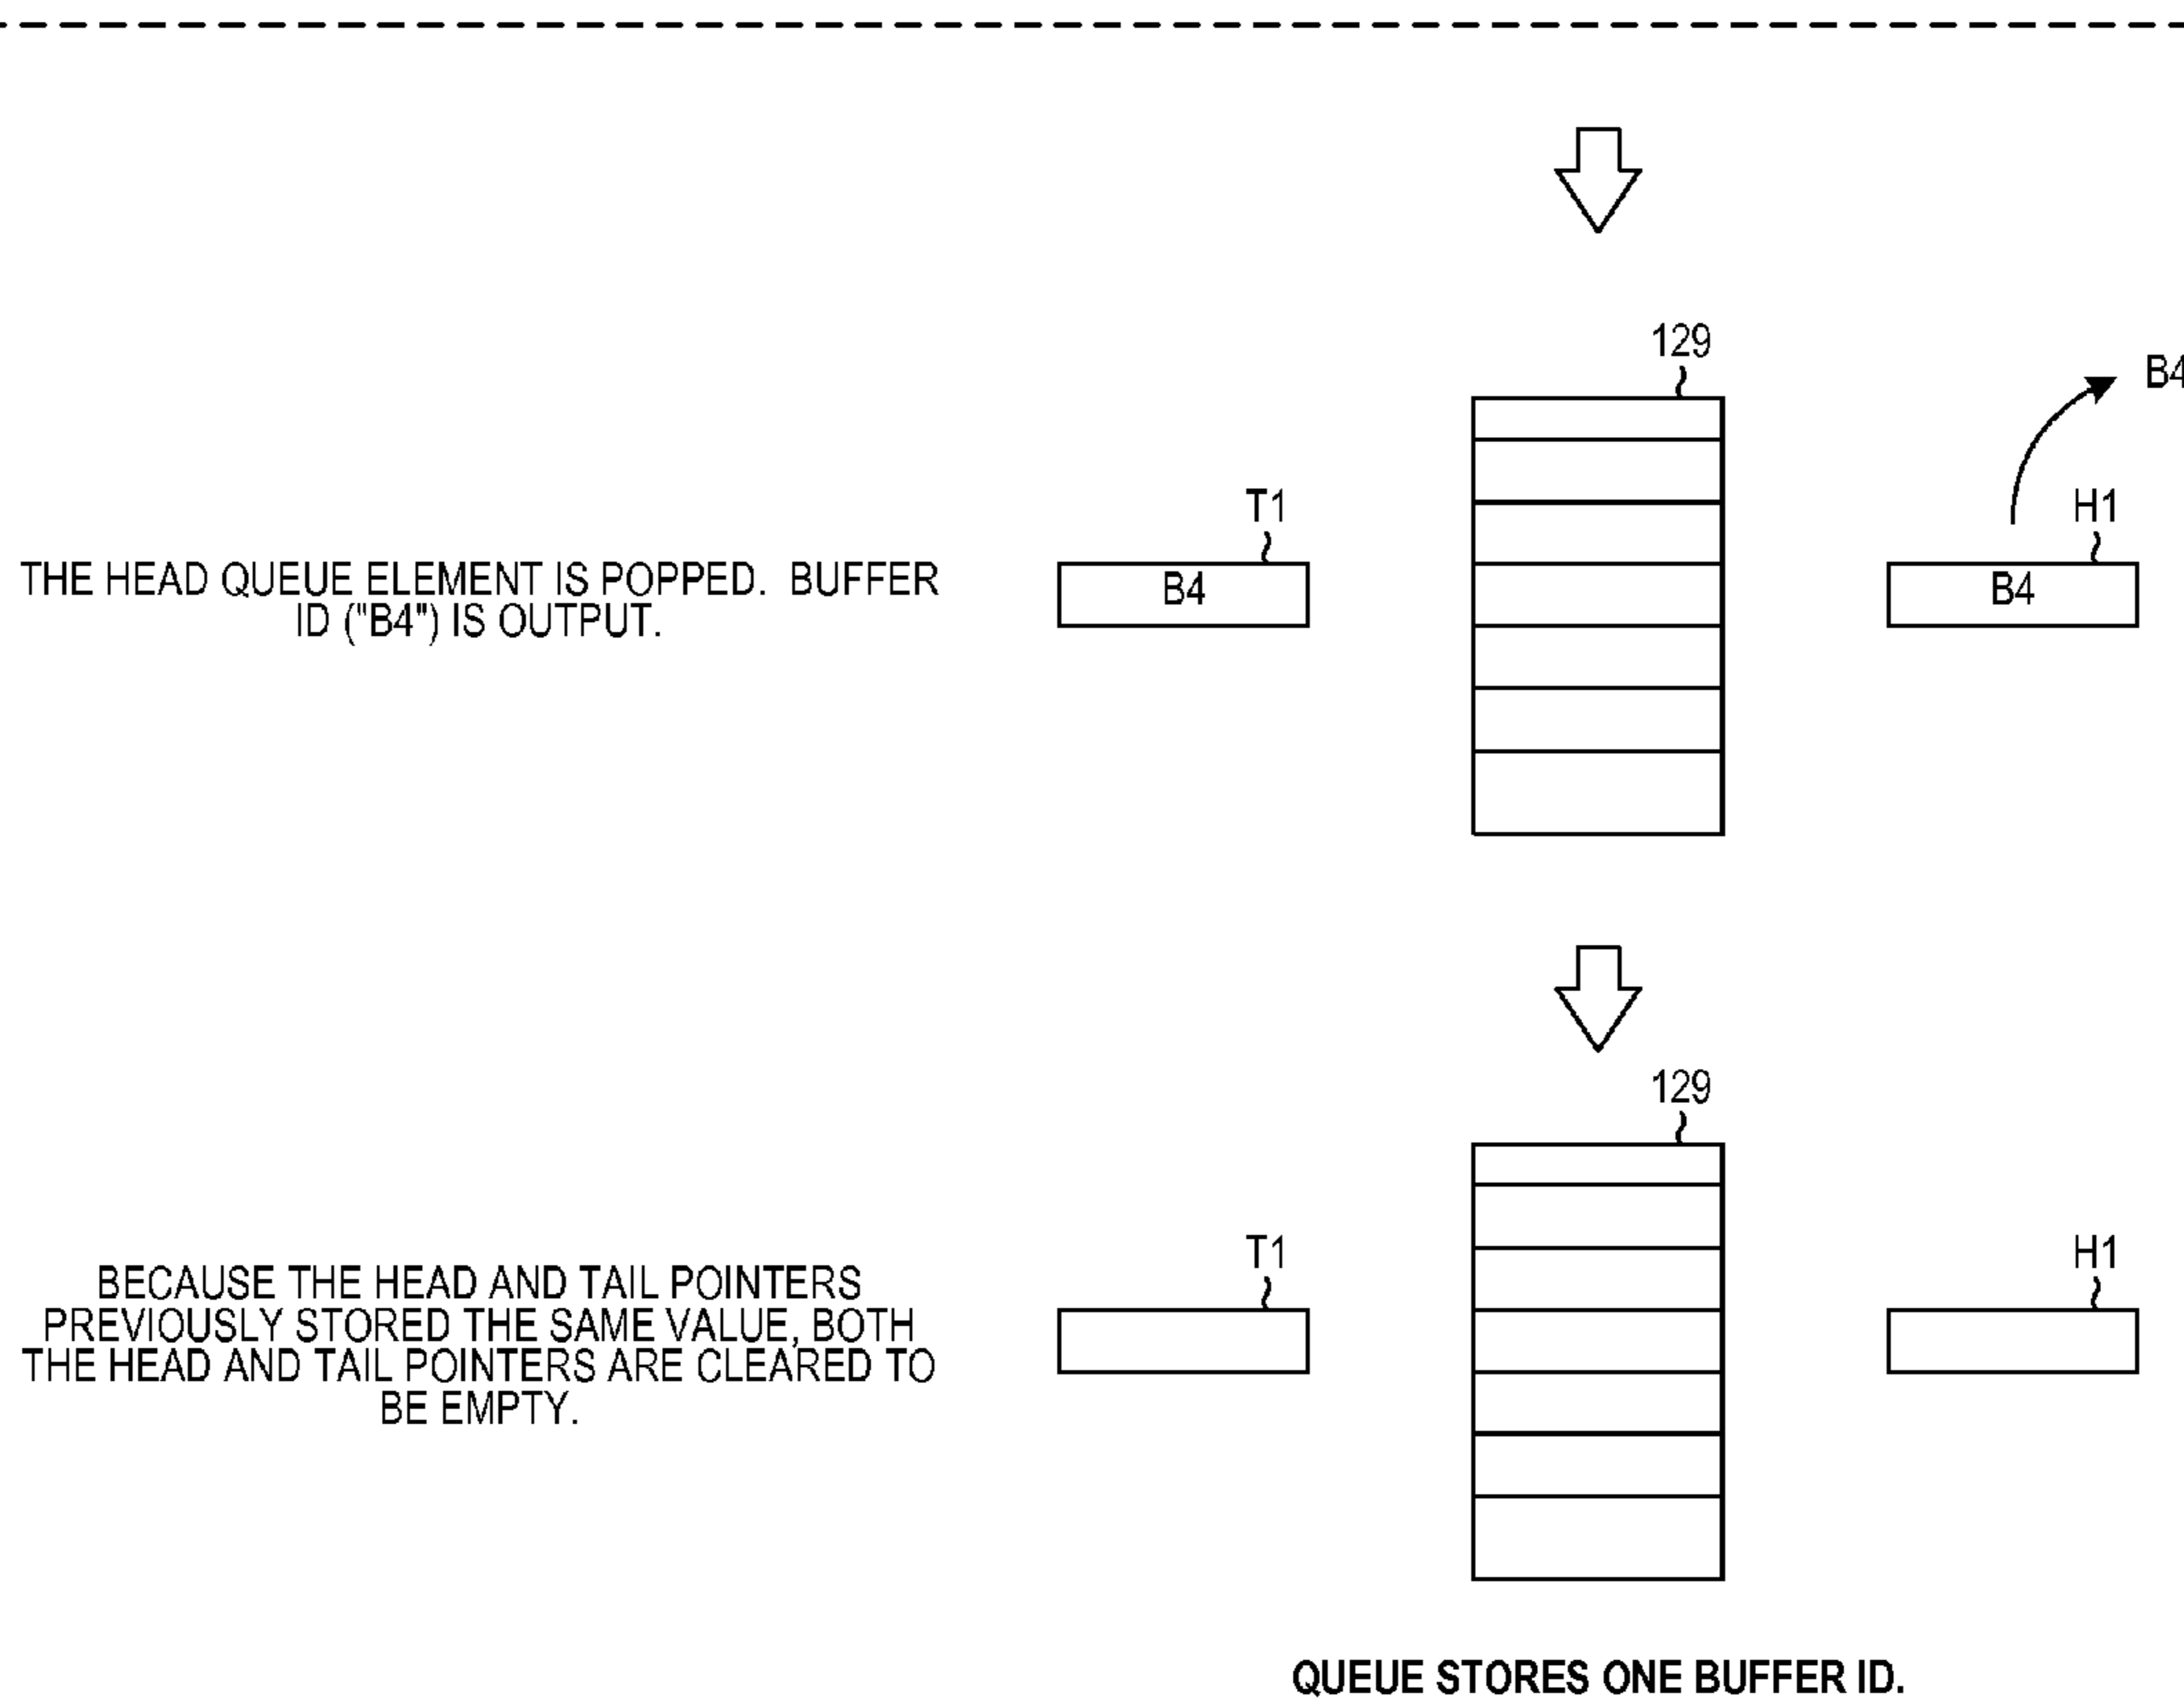 129
B4
T1
H1
THE HEAD QUEUE ELEMENT IS POPPED. BUFFER
ID ("B4") IS OUTPUT.
B4
B4
129
T1
H1
BECAUSE THE HEAD AND TAIL POINTERS
PREVIOUSLY STORED THE SAME VALUE, BOTH
THE HEAD AND TAIL POINTERS ARE CLEARED TO
BE EMPTY.
QUEUE STORES ONE BUFFER ID.